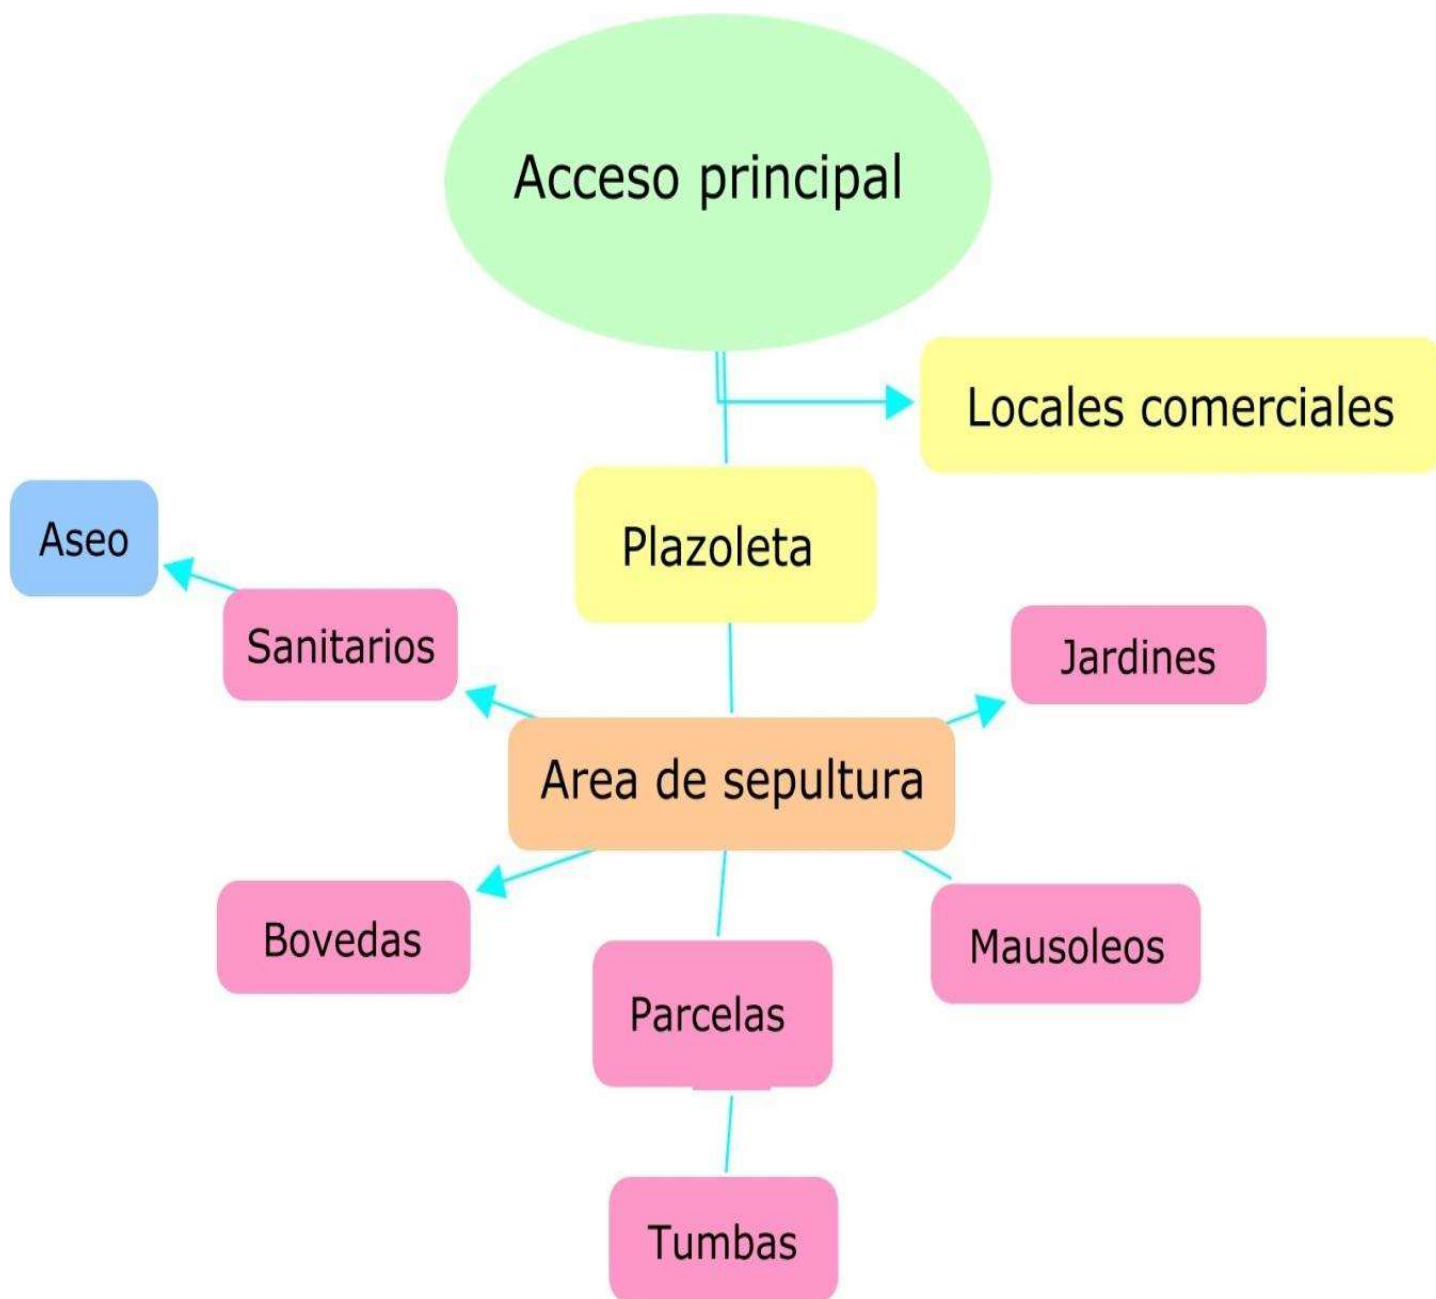 Acceso principal
Locales comerciales
Aseo
Plazoleta
Sanitarios
Jardines
Area de sepultura
Bovedas
Mausoleos
Parcelas
Tumbas